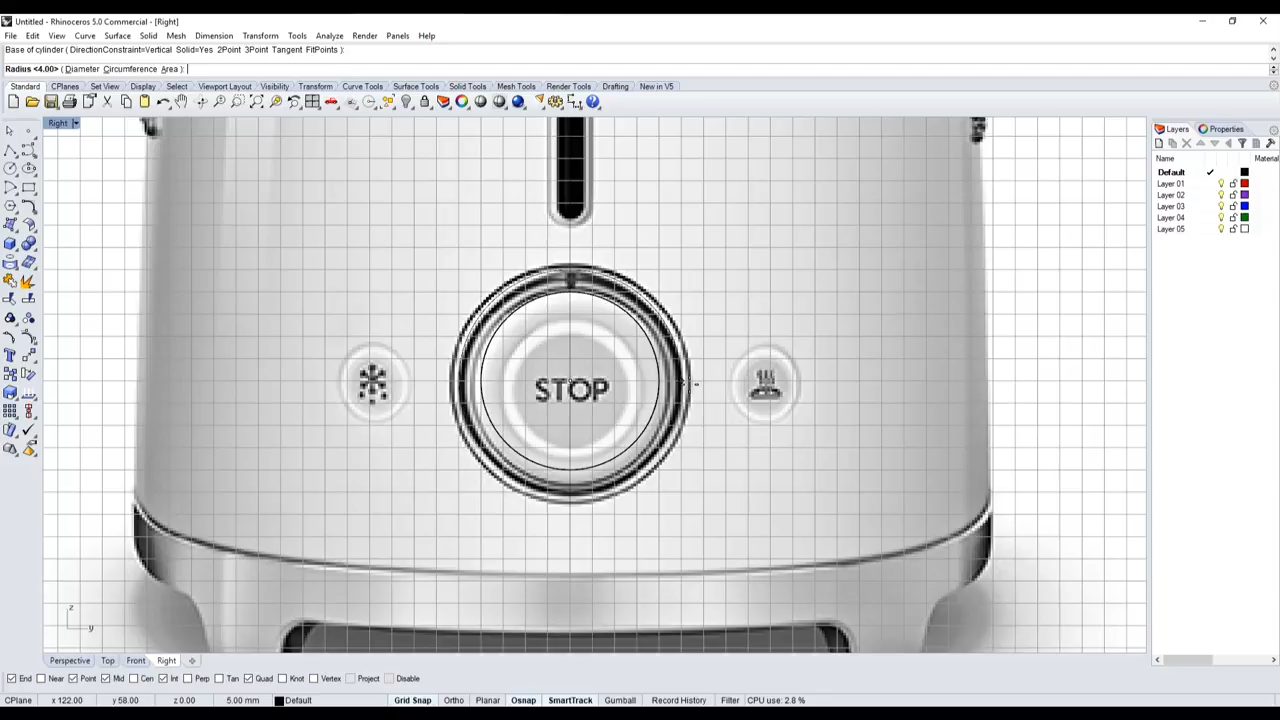 Untitled - Rhinoceros 5.0 Commercial - [Right]
File Edit View Curve Surface Solid Mesh Dimension Transform Tools Analyze Render Panels Help
Base of cylinder ( DirectionConstraint=Vertical Solid=Yes 2Point 3Point Tangent FitPoints ):
Radius <4.00> ( Diameter Circumference Area ):
Standard CPlanes Set View Display Select Viewport Layout Visibility Transform Curve Tools Surface Tools Solid Tools Mesh Tools Render Tools Drafting New in V5
Right
Layers Properties
Name Material
Default
Layer 01
Layer 02
Layer 03
Layer 04
Layer 05
STOP
z
y
Perspective Top Front Right
End Near Point Mid Cen Int Perp Tan Quad Knot Vertex Project Disable
CPlane x 122.00 y 58.00 z 0.00 5.00 mm Default Grid Snap Ortho Planar Osnap SmartTrack Gumball Record History Filter CPU use: 2.8 %